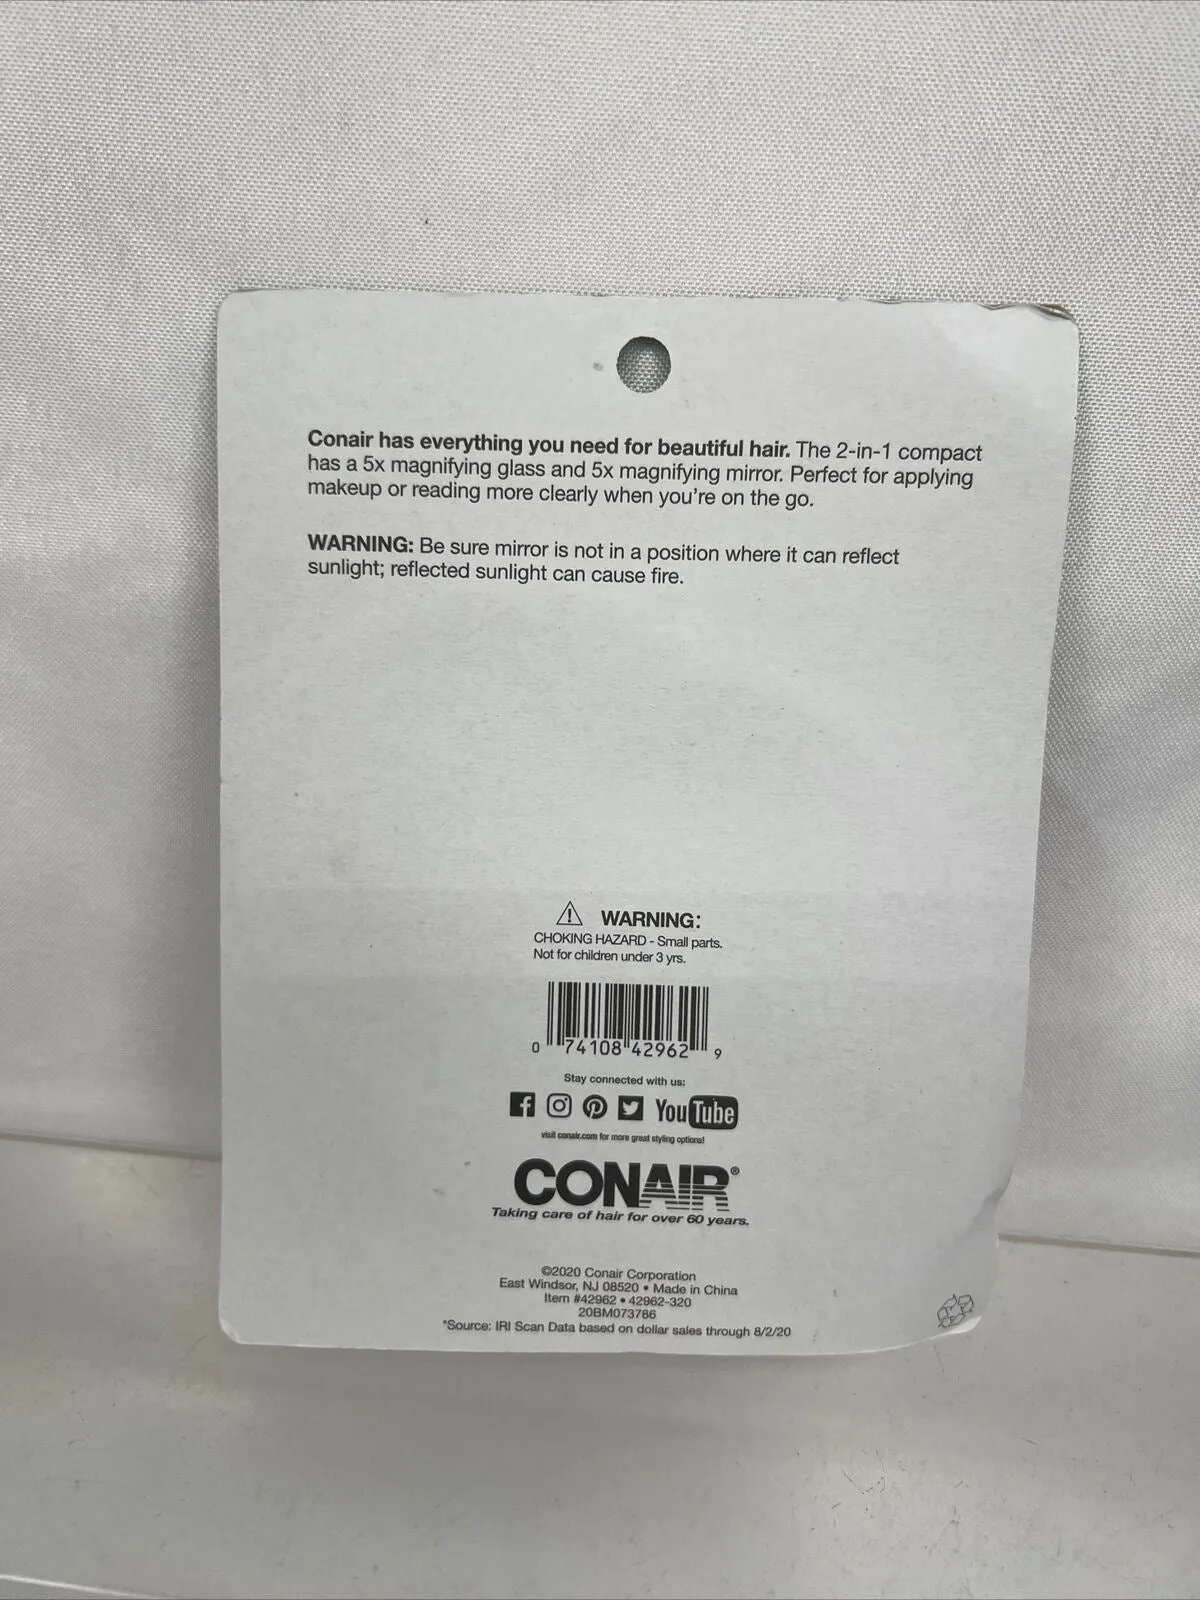 Conair has everything you need for beautiful hair. The 2-in-1 compact
has a 5x magnifying glass and 5x magnifying mirror. Perfect for applying
makeup or reading more clearly when you're on the go.
WARNING: Be sure mirror is not in a position where it can reflect
sunlight; reflected sunlight can cause fire.
WARNING:
CHOKING HAZARD - Small parts.
Not for children under 3 yrs.
0 74108 42962 9
Stay connected with us:
YouTube
visit conair.com for more great styling options!
CONAIR®
Taking care of hair for over 60 years.
©2020 Conair Corporation
East Windsor, NJ 08520 • Made in China
Item #42962 • 42962-320
20BM073786
*Source: IRI Scan Data based on dollar sales through 8/2/20